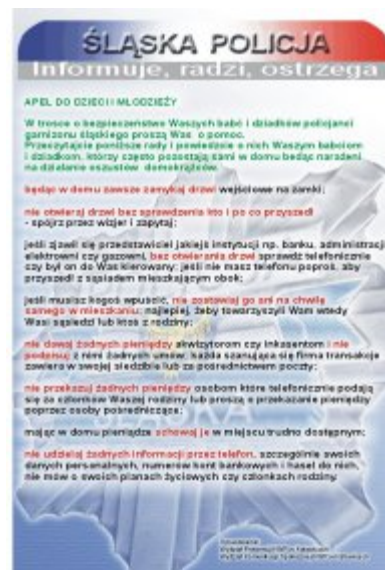 ŚLĄSKA POLICJA
Informuje, radzi, ostrzega
APEL DO DZIECI I MŁODZIEŻY
W trosce o bezpieczeństwo Waszych babć i dziadków policjanci
garnizonu śląskiego proszą Was o pomoc.
Przeczytajcie poniższe rady i powiedzcie o nich Waszym babciom
i dziadkom, którzy często pozostają sami w domu będąc narażeni
na działanie oszustów domokrążców.
będąc w domu zawsze zamykaj drzwi wejściowe na zamki;
nie otwieraj drzwi bez sprawdzenia kto i po co przyszedł
- spójrz przez wizjer i zapytaj;
jeśli zjawił się przedstawiciel jakiejś instytucji np. banku, administracji
elektrowni czy gazowni, bez otwierania drzwi sprawdź telefonicznie
czy był on do Was kierowany; jeśli nie masz telefonu poproś, aby
przyszedł z sąsiadem mieszkającym obok;
jeśli musisz kogoś wpuścić, nie zostawiaj go ani na chwilę
samego w mieszkaniu; najlepiej, żeby towarzyszyli Wam wtedy
Wasi sąsiedzi lub ktoś z rodziny;
nie dawaj żadnych pieniędzy akwizytorom czy inkasentom i nie
podpisuj z nimi żadnych umów; każda szanująca się firma transakcje
zawiera w swojej siedzibie lub za pośrednictwem poczty;
nie przekazuj żadnych pieniędzy osobom które telefonicznie podają
się za członków Waszej rodziny lub proszą o przekazanie pieniędzy
poprzez osoby pośredniczące;
mając w domu pieniądze schowaj je w miejscu trudno dostępnym;
nie udzielaj żadnych informacji przez telefon, szczególnie swoich
danych personalnych, numerów kont bankowych i haseł do nich,
nie mów o swoich planach życiowych czy członkach rodziny.